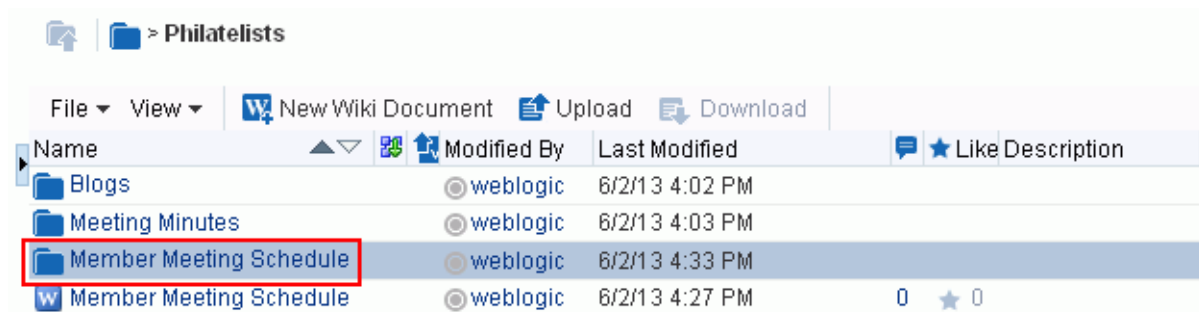 > Philatelists
File View New Wiki Document Upload Download
Name Modified By Last Modified Like Description
Blogs weblogic 6/2/13 4:02 PM
Meeting Minutes weblogic 6/2/13 4:03 PM
Member Meeting Schedule weblogic 6/2/13 4:33 PM
W Member Meeting Schedule weblogic 6/2/13 4:27 PM 0 0